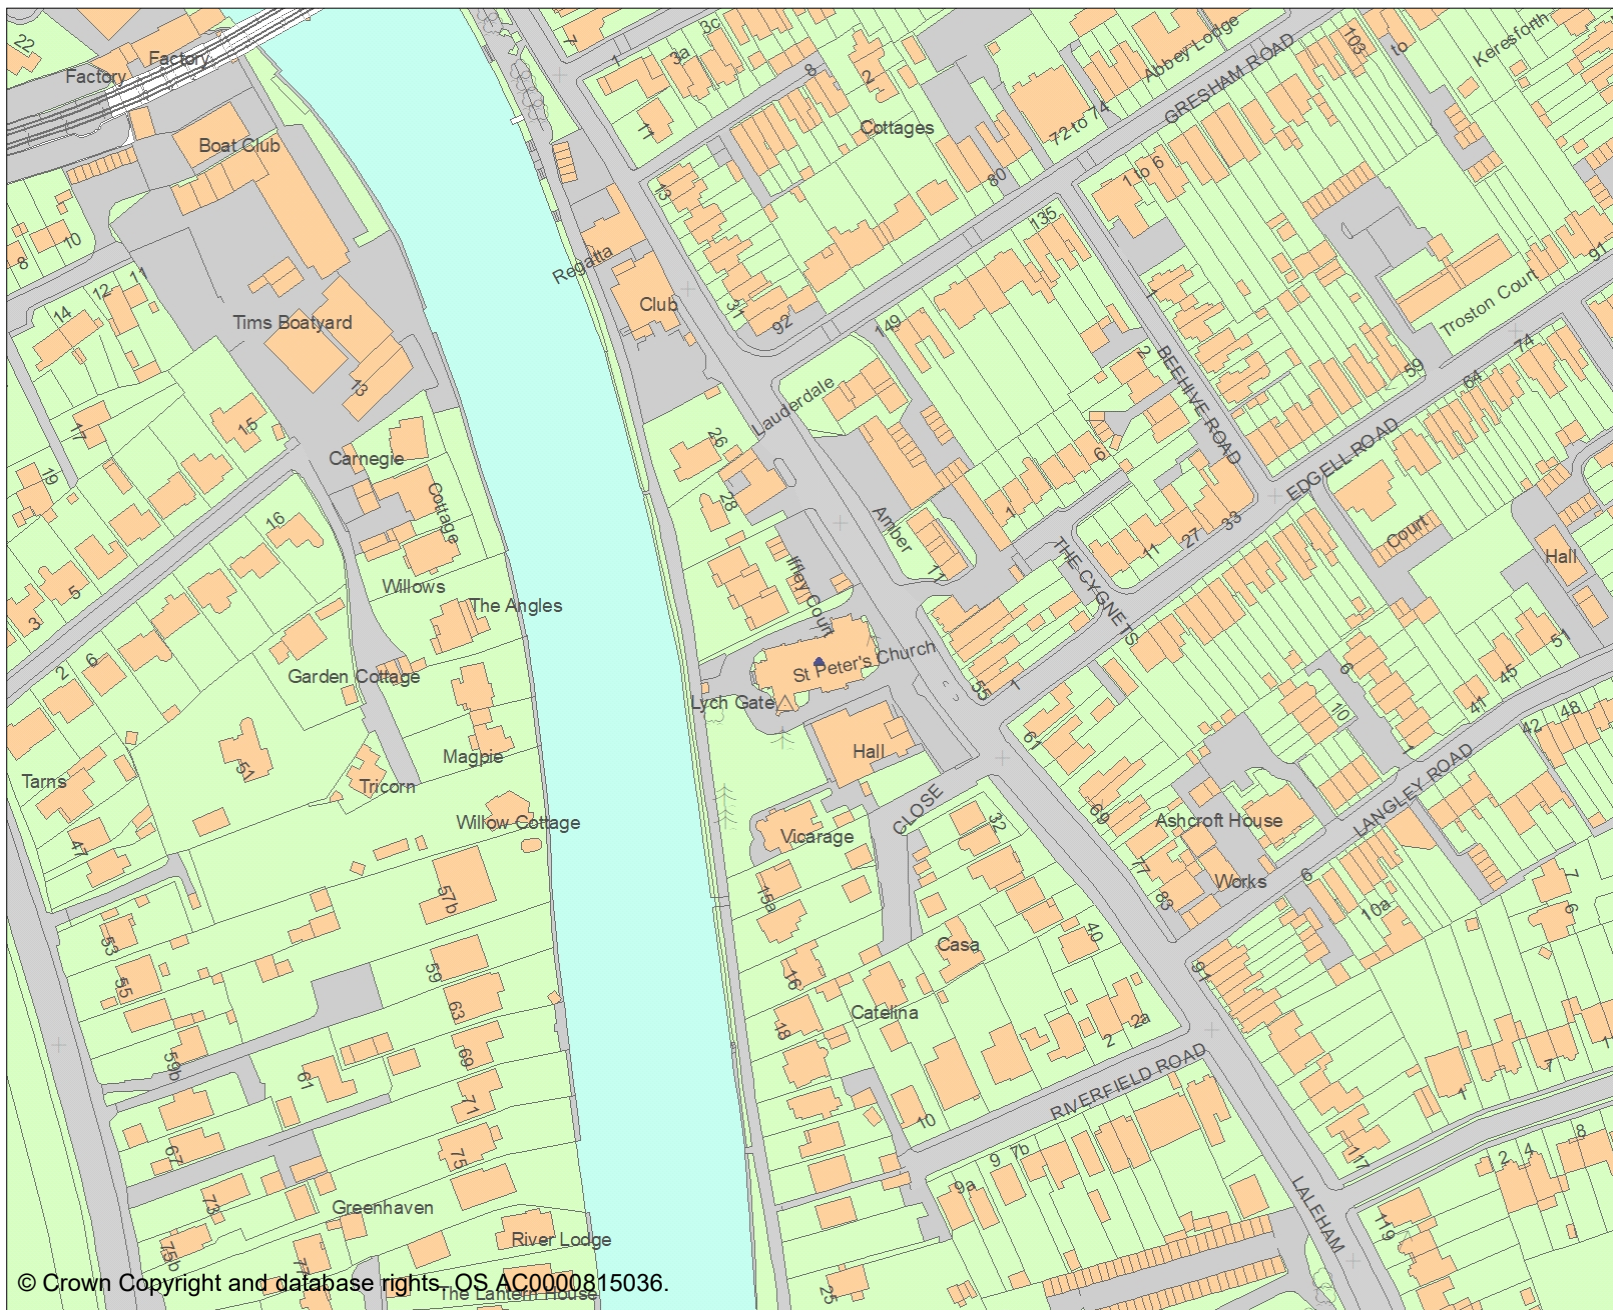 22
Factory
Factory
Boat Club
10
8
11
12
14
Tims Boatyard
13
15
17
19
Carnegie
Cottage
16
5
3
2
6
Willows
The Angles
Garden Cottage
Magpie
51
Tricorn
Tarns
Willow Cottage
47
57b
53
55
59
63
59b
69
61
71
67
75
73
Greenhaven
75b
River Lodge
77
The Lantern House
7
1
3a
3c
11
8
2
Cottages
Abbey Lodge
72 to 74
80
GRESHAM ROAD
103
to
Keresforth
1 to 6
13
135
Regatta
Club
31
92
149
1
2
BEEHIVE ROAD
Troston Court
91
59
74
64
EDGELL ROAD
Lauderdale
26
28
6
1
Amber
11
Iffley Court
THE CYGNETS
11
27
33
Court
Hall
St Peter's Church
Lych Gate
Hall
55
1
61
6
10
1
51
45
41
48
42
LANGLEY ROAD
CLOSE
Vicarage
32
69
Ashcroft House
77
83
Works
6
10a
7
6
15a
40
Casa
16
18
Catelina
91
2
2a
RIVERFIELD ROAD
10
9
7b
9a
1
7
1
117
2
4
8
LALEHAM
119
25
© Crown Copyright and database rights OS AC0000815036.